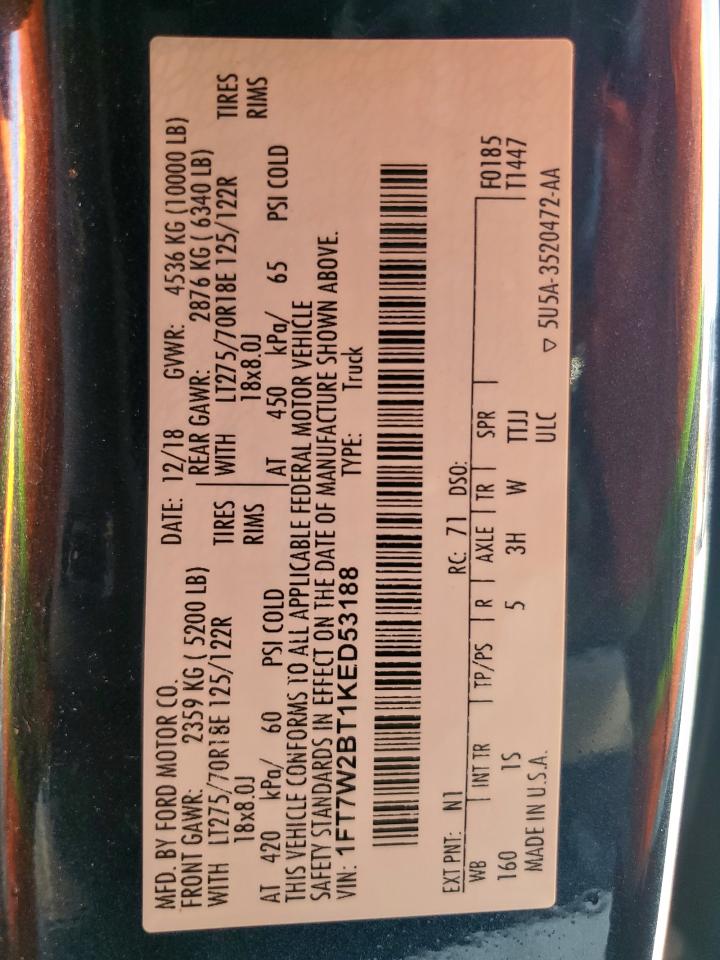 MFD. BY FORD MOTOR CO. DATE: 12/18 GVWR: 4536 KG (10000 LB)
FRONT GAWR: 2359 KG ( 5200 LB) REAR GAWR: 2876 KG ( 6340 LB)
WITH LT275/70R18E 125/122R TIRES WITH LT275/70R18E 125/122R TIRES
18x8.0J RIMS 18x8.0J RIMS
AT 420 kPa/ 60 PSI COLD AT 450 kPa/ 65 PSI COLD
THIS VEHICLE CONFORMS TO ALL APPLICABLE FEDERAL MOTOR VEHICLE
SAFETY STANDARDS IN EFFECT ON THE DATE OF MANUFACTURE SHOWN ABOVE.
VIN: 1FT7W2BT1KED53188 TYPE: Truck
EXT PNT: N1 RC: 71 DSO:
WB INT TR TP/PS R AXLE TR SPR F0185
160 1S 5 3H W TTJJ T1447
MADE IN U.S.A. ULC ▽ 5U5A-3520472-AA